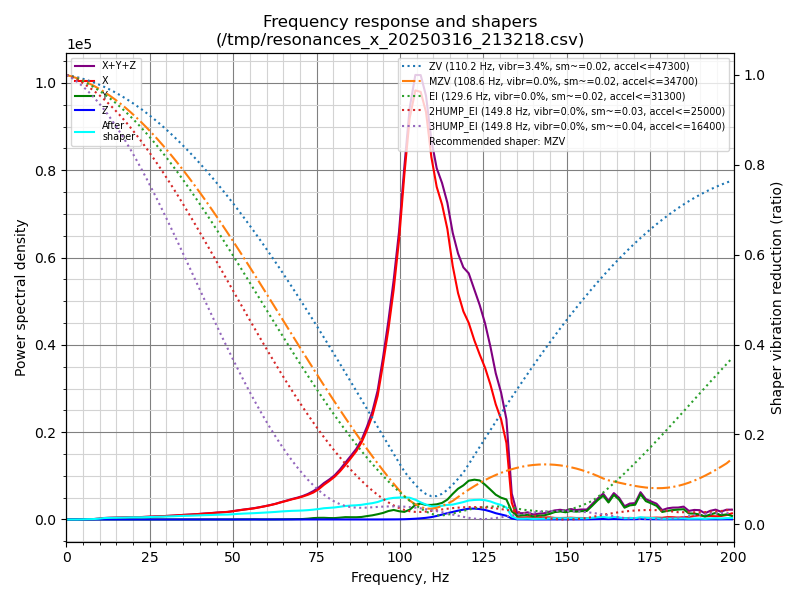 Frequency response and shapers
(/tmp/resonances_x_20250316_213218.csv)
1e5
X+Y+Z
X
Y
Z
After
shaper
ZV (110.2 Hz, vibr=3.4%, sm~=0.02, accel<=47300)
MZV (108.6 Hz, vibr=0.0%, sm~=0.02, accel<=34700)
EI (129.6 Hz, vibr=0.0%, sm~=0.02, accel<=31300)
2HUMP_EI (149.8 Hz, vibr=0.0%, sm~=0.03, accel<=25000)
3HUMP_EI (149.8 Hz, vibr=0.0%, sm~=0.04, accel<=16400)
Recommended shaper: MZV
1.0
0.8
0.6
0.4
0.2
0.0
Power spectral density
1.0
0.8
0.6
0.4
0.2
0.0
Shaper vibration reduction (ratio)
0 25 50 75 100 125 150 175 200
Frequency, Hz